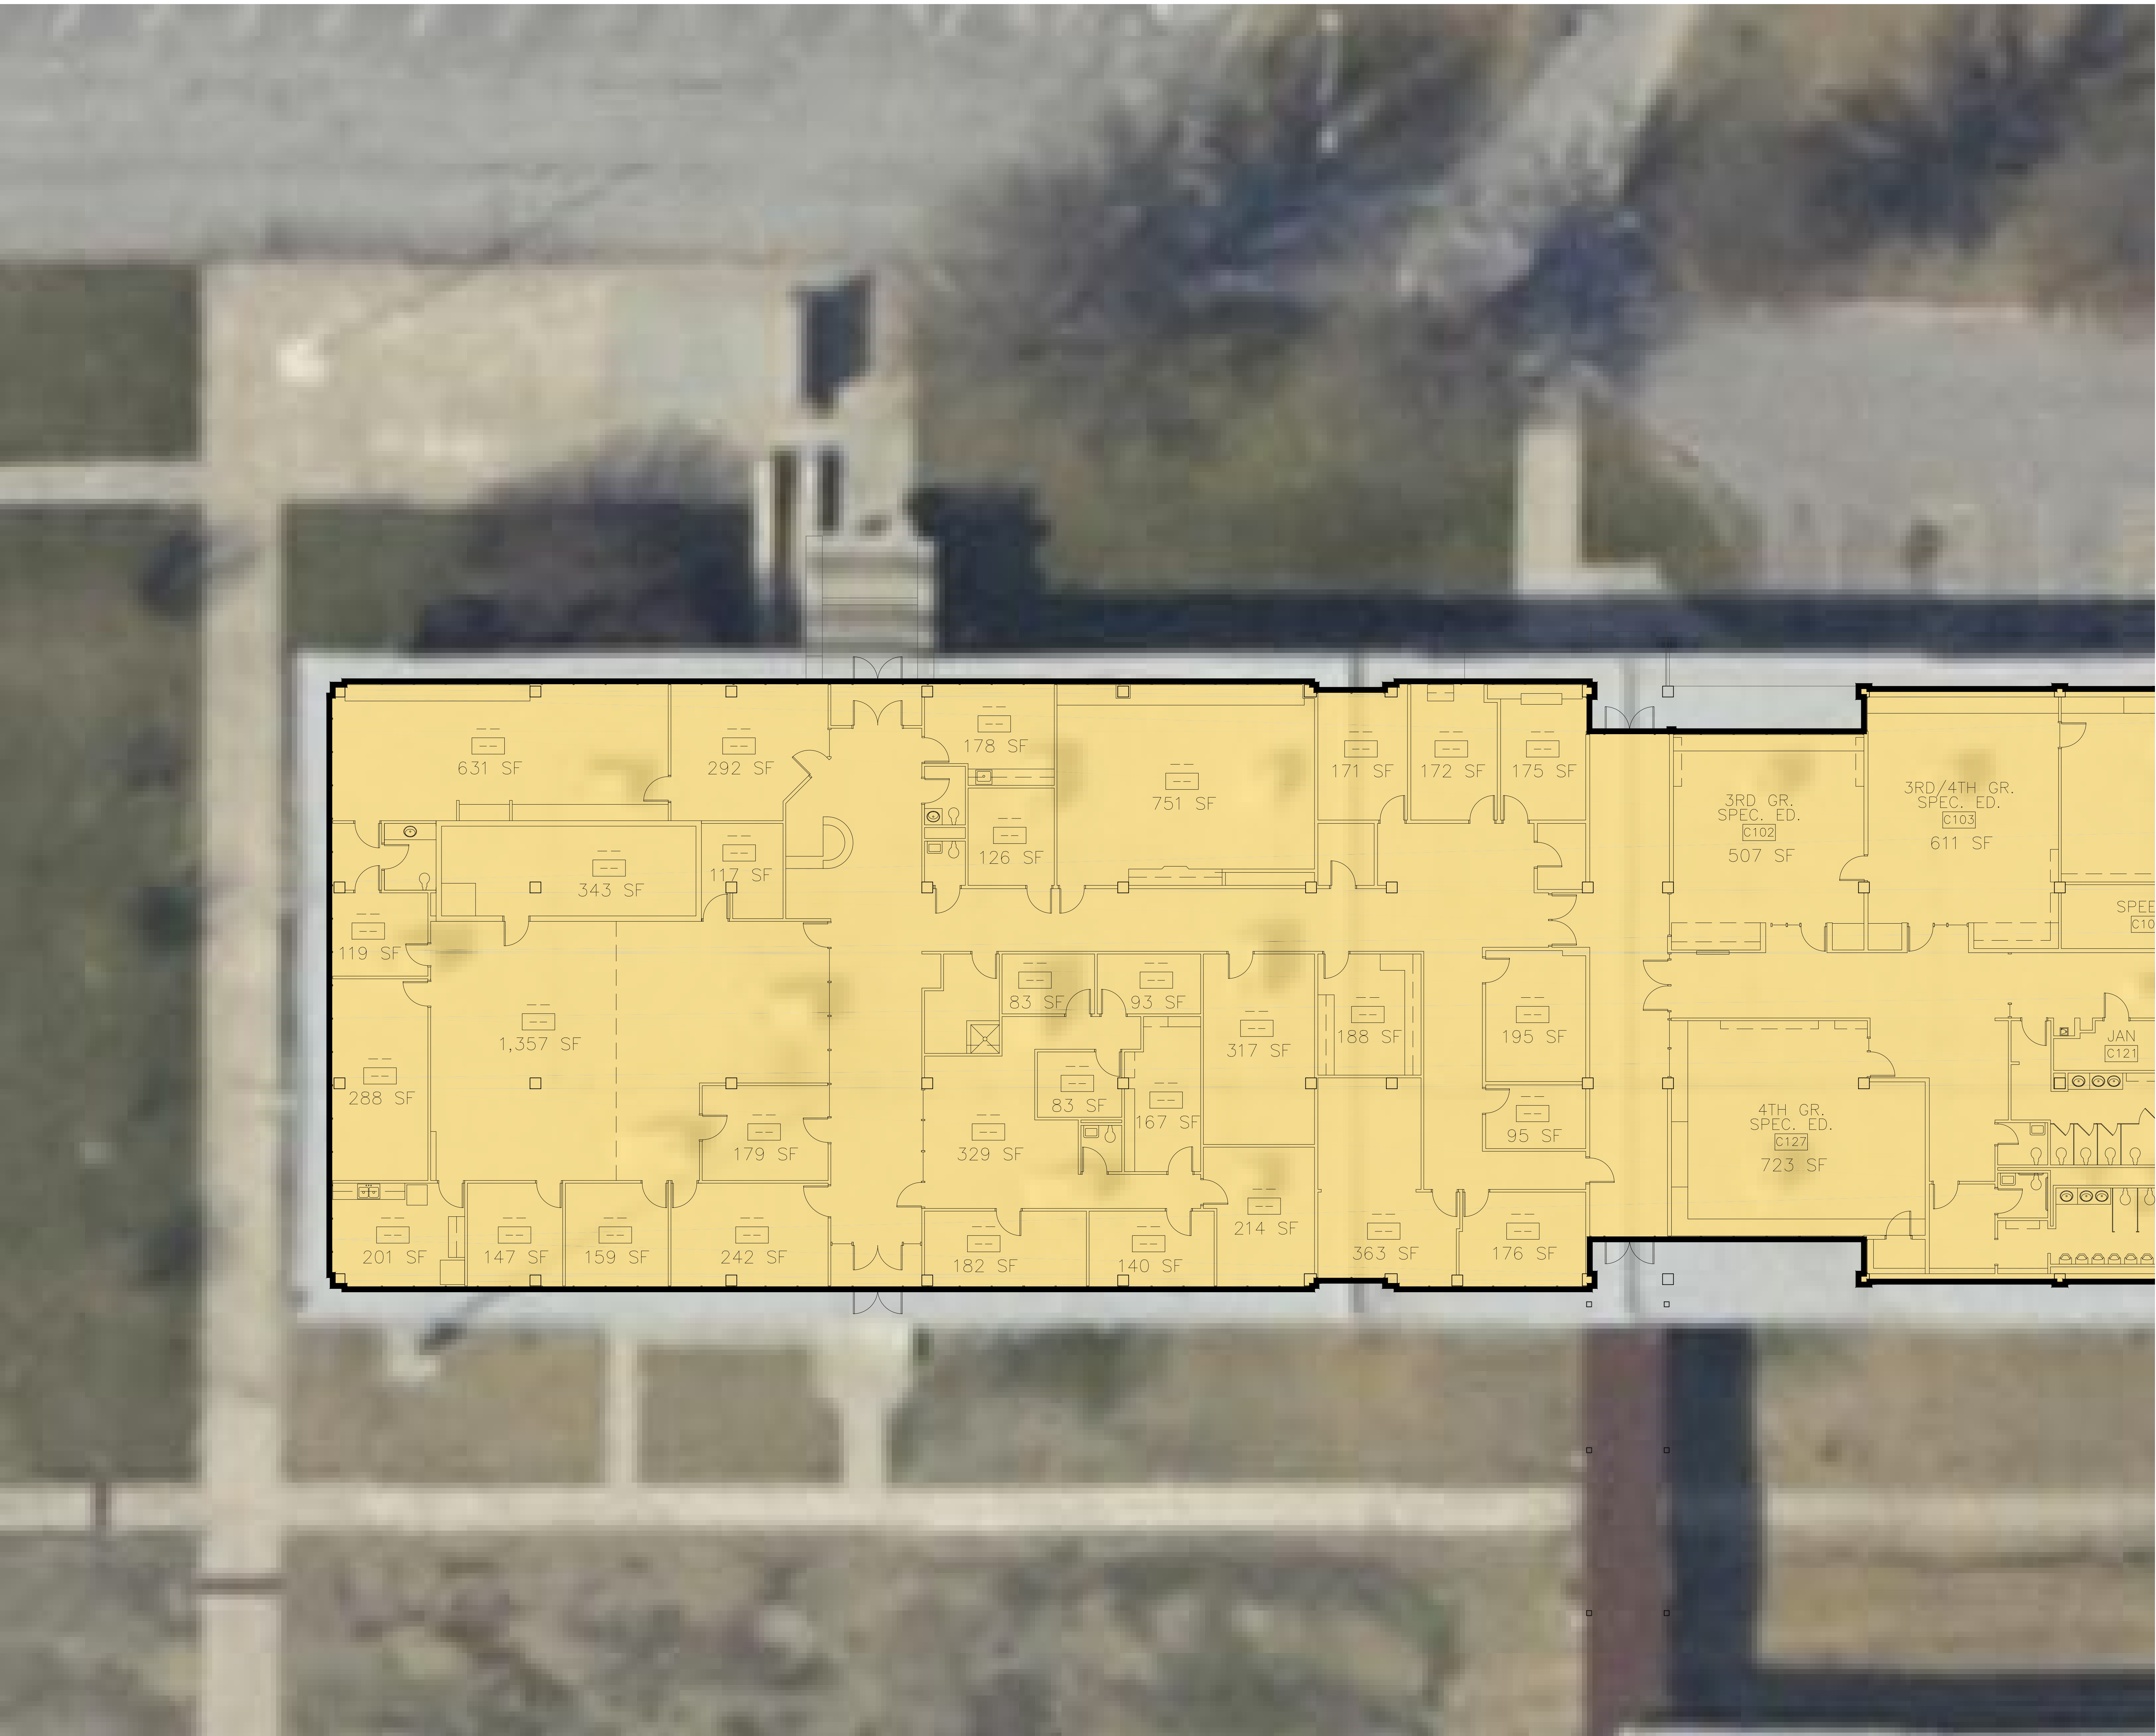 631 SF
292 SF
178 SF
751 SF
171 SF
172 SF
175 SF
3RD GR.
SPEC. ED.
C102
507 SF
3RD/4TH GR.
SPEC. ED.
C103
611 SF
343 SF
117 SF
126 SF
119 SF
SPEE
C10
1,357 SF
83 SF
93 SF
317 SF
188 SF
195 SF
JAN
C121
288 SF
179 SF
329 SF
83 SF
167 SF
95 SF
4TH GR.
SPEC. ED.
C127
723 SF
201 SF
147 SF
159 SF
242 SF
182 SF
140 SF
214 SF
363 SF
176 SF